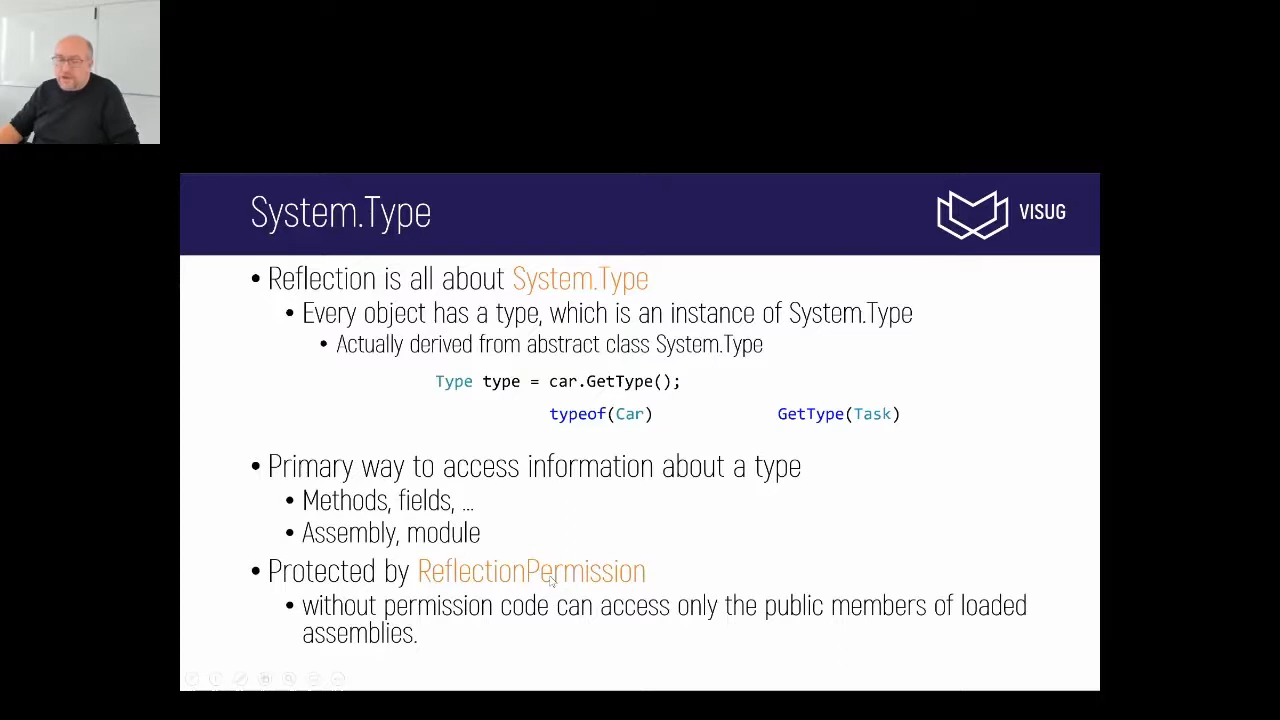 System.Type
VISUG
• Reflection is all about System.Type
• Every object has a type, which is an instance of System.Type
• Actually derived from abstract class System.Type
Type type = car.GetType();
typeof(Car) GetType(Task)
• Primary way to access information about a type
• Methods, fields, ...
• Assembly, module
• Protected by ReflectionPermission
• without permission code can access only the public members of loaded
assemblies.